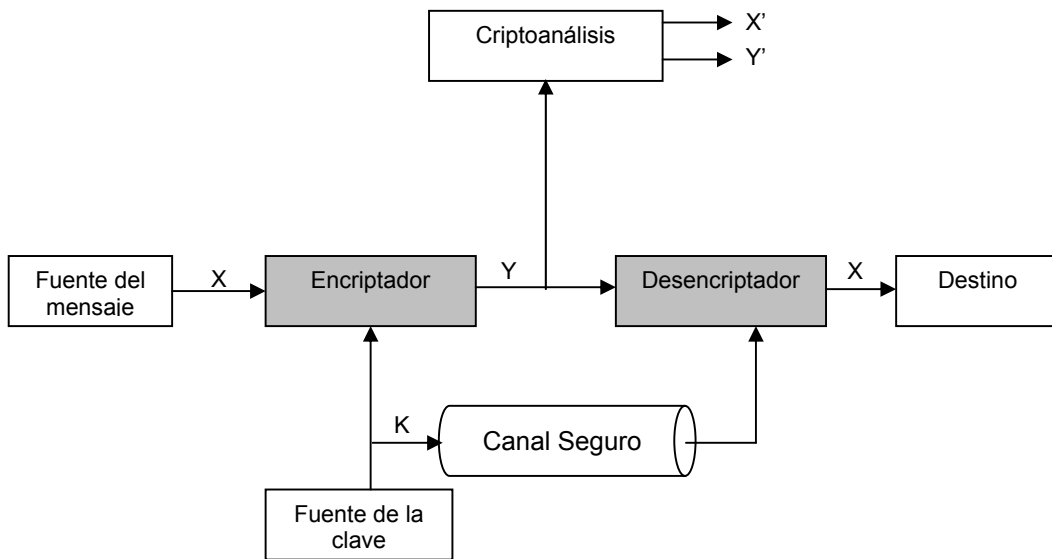 Criptoanálisis
X’
Y’
Fuente del
mensaje
X
Encriptador
Y
Desencriptador
X
Destino
K
Canal Seguro
Fuente de la
clave